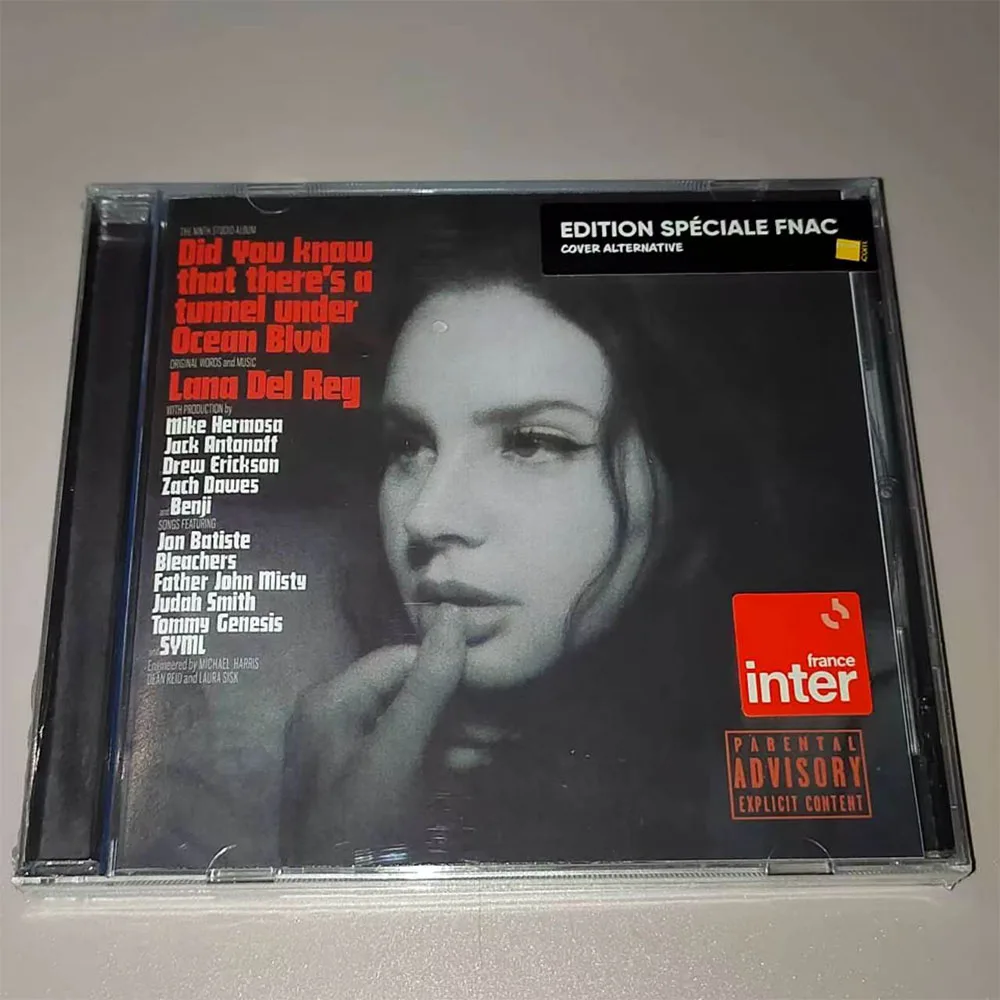 EDITION SPÉCIALE FNAC
COVER ALTERNATIVE
THE NINTH STUDIO ALBUM
Did you know
that there's a
tunnel under
Ocean Blvd
ORIGINAL WORDS and MUSIC
Lana Del Rey
WITH PRODUCTION by
Mike Hermosa
Jack Antonoff
Drew Erickson
Zach Dawes
and Benji
SONGS FEATURING
Jon Batiste
Bleachers
Father John Misty
Judah Smith
Tommy Genesis
and SYML
Engineered by MICHAEL HARRIS
DEAN REID and LAURA SISK
france
inter
PARENTAL
ADVISORY
EXPLICIT CONTENT